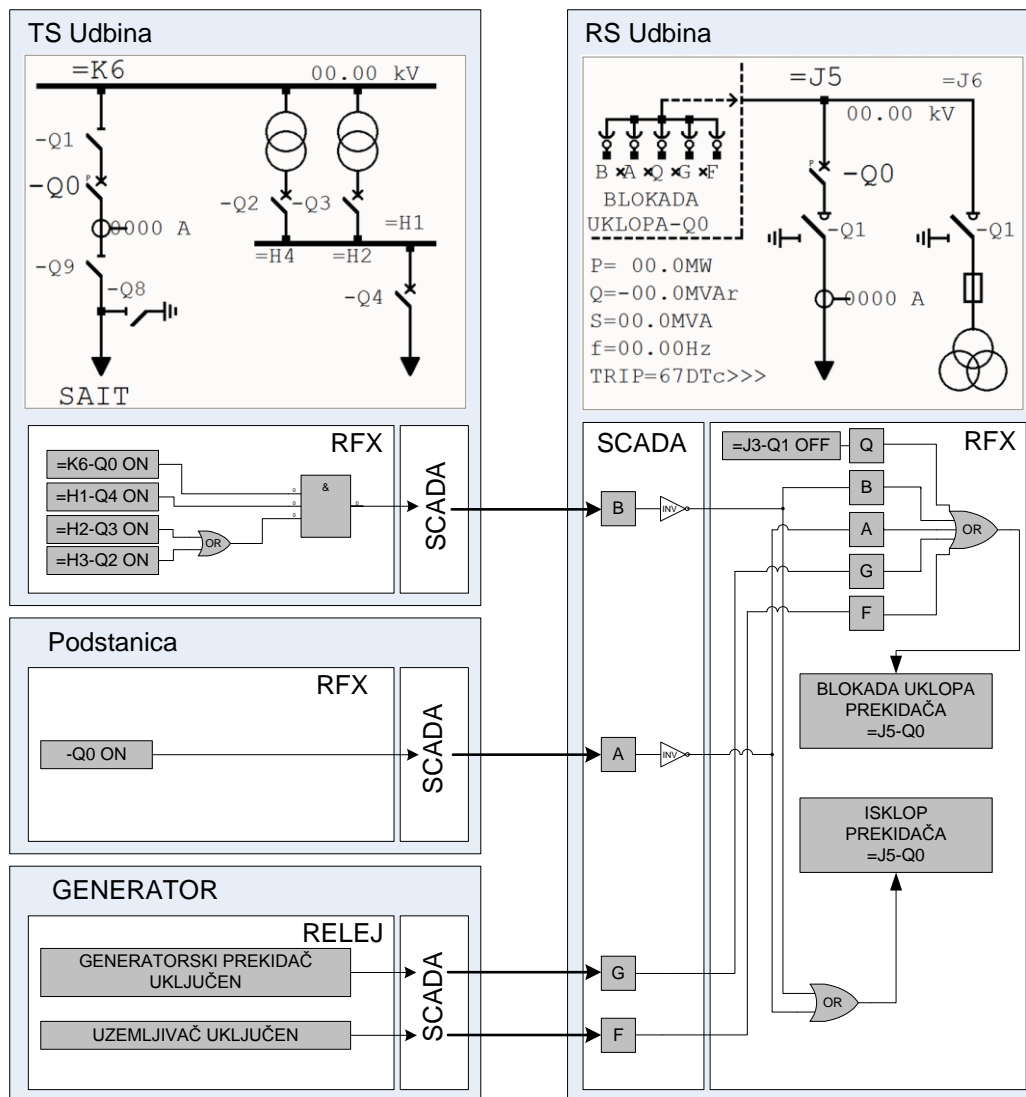 TS Udbina
=K6
00.00 kV
-Q1
-Q0
P
0000 A
-Q2
-Q3
=H1
-Q9
=H4
=H2
-Q8
-Q4
SAIT
RFX
=K6-Q0 ON
=H1-Q4 ON
=H2-Q3 ON
=H3-Q2 ON
OR
&
SCADA
Podstanica
RFX
-Q0 ON
SCADA
GENERATOR
RELEJ
GENERATORSKI PREKIDAČ
UKLJUČEN
UZEMLJIVAČ UKLJUČEN
SCADA
RS Udbina
=J5
=J6
00.00 kV
B A Q G F
BLOKADA
UKLOPA-Q0
P
-Q0
-Q1
-Q1
P= 00.0MW
Q=-00.0MVAr
S=00.0MVA
f=00.00Hz
TRIP=67DTc>>>
0000 A
SCADA
B
INV
A
INV
G
F
RFX
=J3-Q1 OFF
Q
B
A
G
F
OR
BLOKADA UKLOPA
PREKIDAČA
=J5-Q0
ISKLOP
PREKIDAČA
=J5-Q0
OR